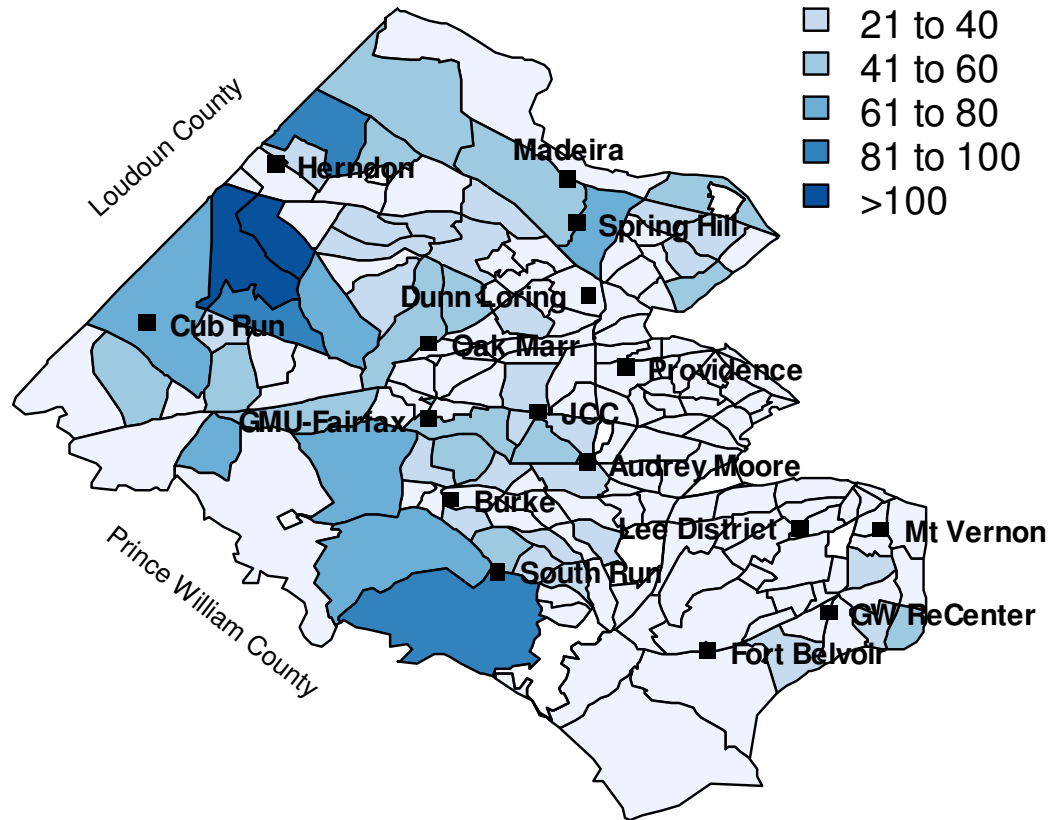 21 to 40
41 to 60
61 to 80
81 to 100
>100
Loudoun County
Madeira
Herndon
Spring Hill
Dunn Loring
Cub Run
Oak Marr
Providence
GMU-Fairfax
JCC
Audrey Moore
Burke
Lee District
Mt Vernon
South Run
Prince William County
GW ReCenter
Fort Belvoir